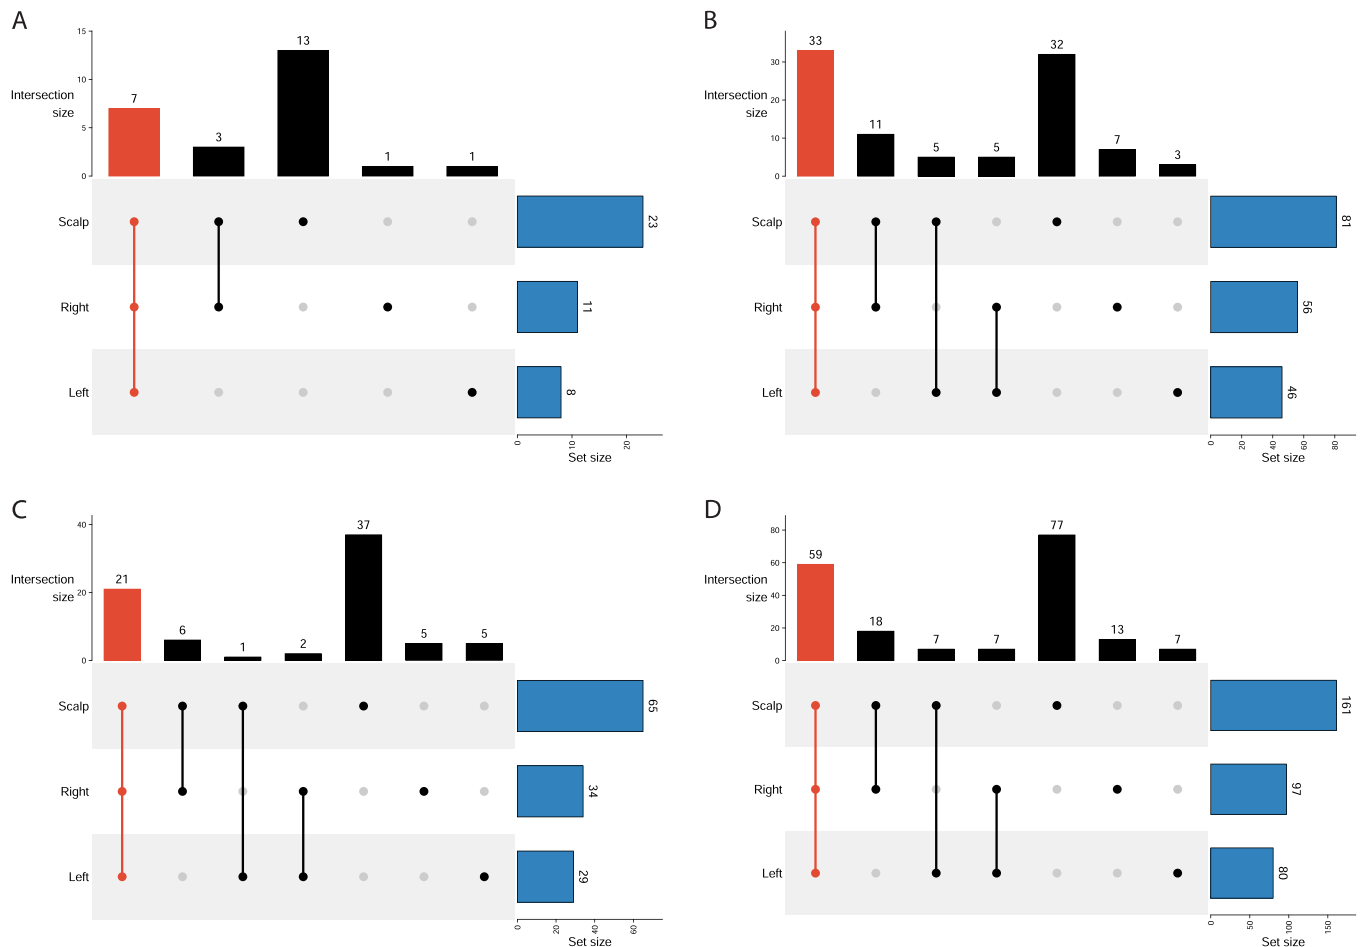 A
15
13
10
Intersection
size
7
5
3
1
1
0
Scalp
23
Right
11
Left
8
0
10
20
Set size
B
33
32
30
20
Intersection
size
11
10
7
5
5
3
0
Scalp
81
Right
56
Left
46
0
20
40
60
80
Set size
C
40
37
Intersection
size
21
20
6
5
5
2
1
0
Scalp
65
Right
34
Left
29
0
20
40
60
Set size
D
80
77
60
59
Intersection
size
40
20
18
13
7
7
7
0
Scalp
161
Right
97
Left
80
0
50
100
150
Set size